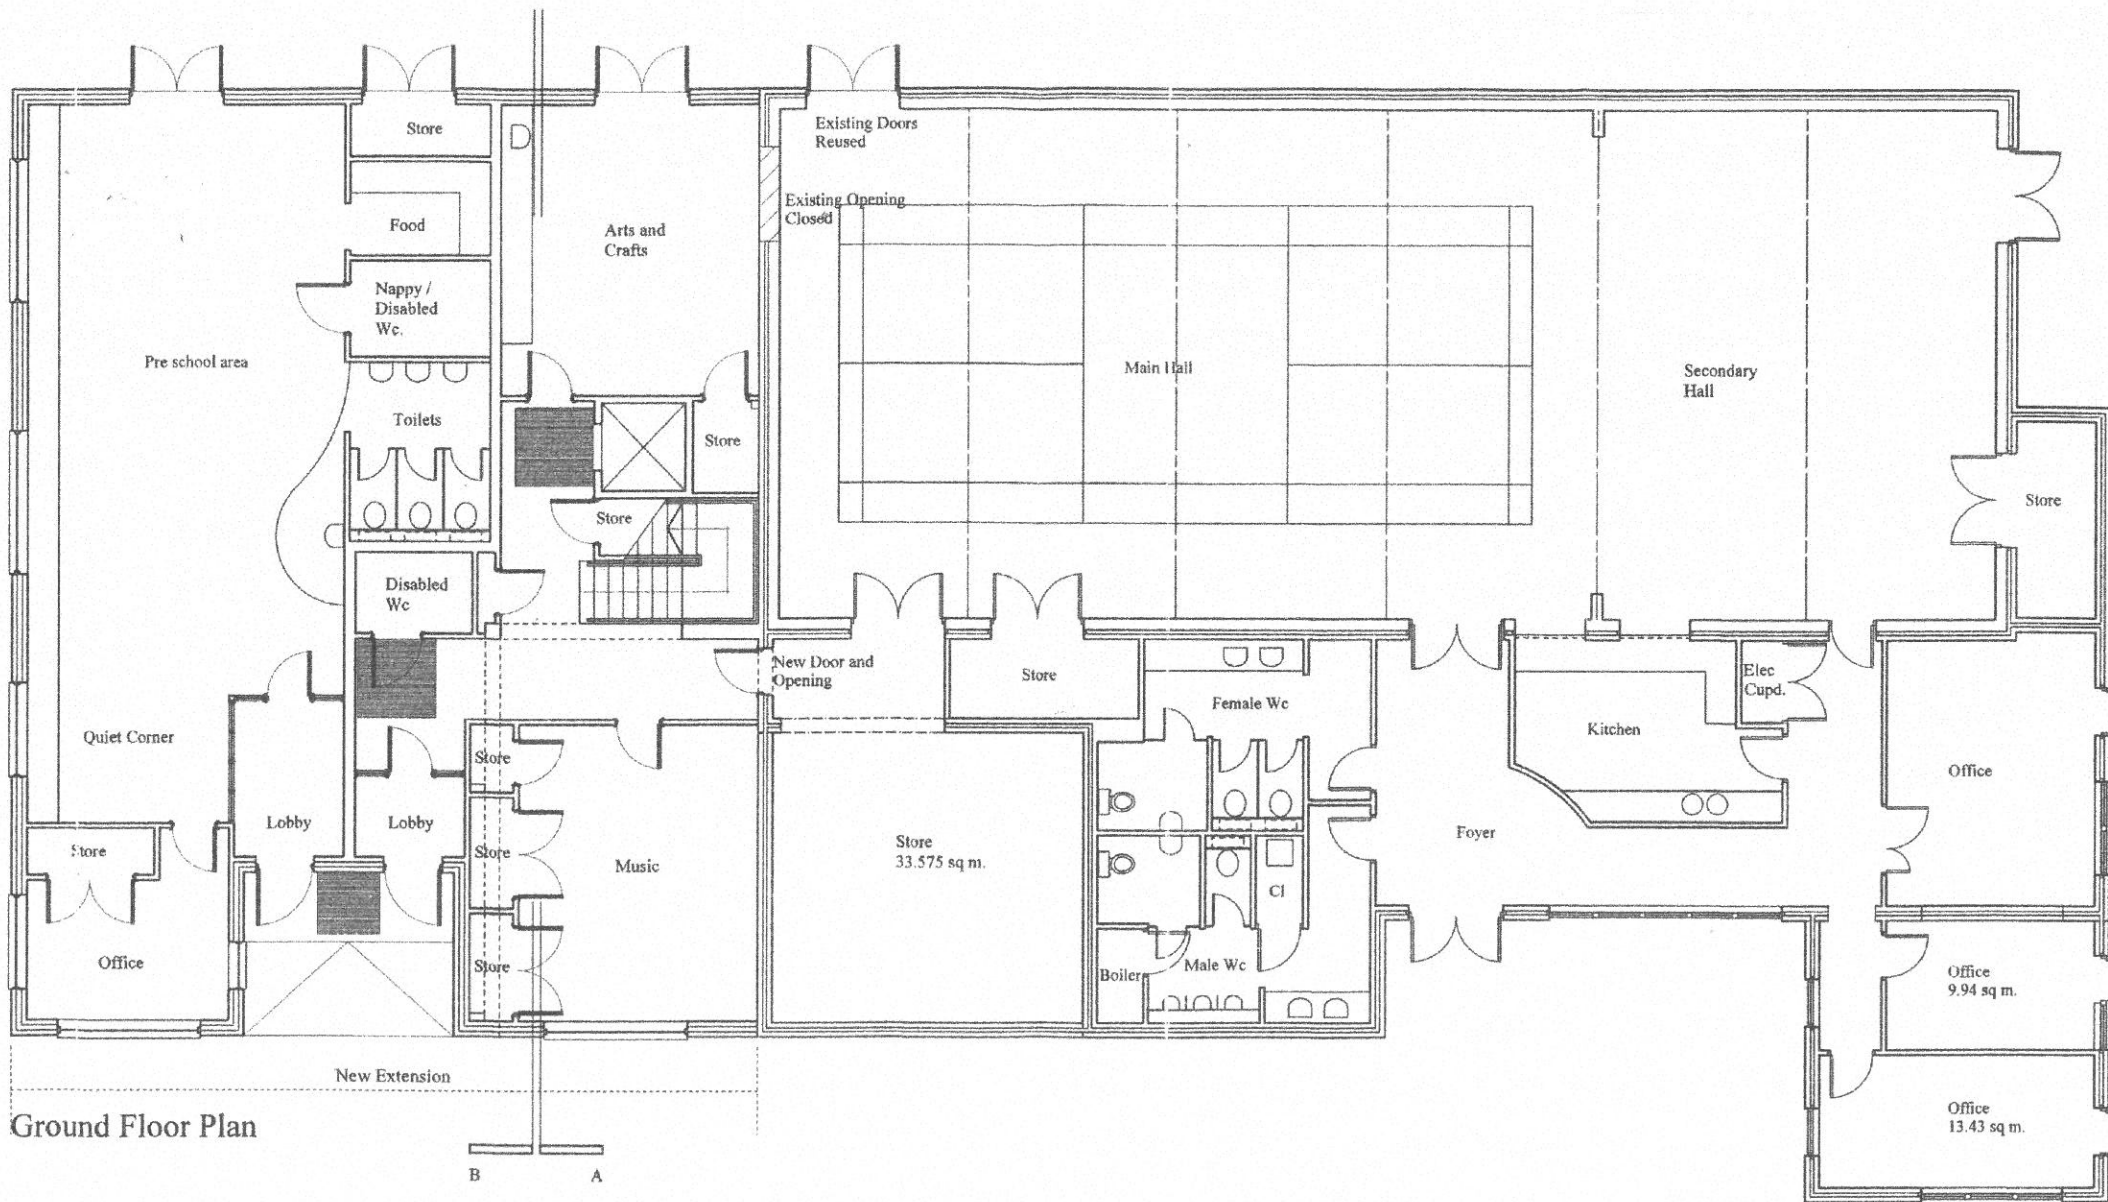 Store
Existing Doors
Reused
Food
Existing Opening
Closed
Arts and
Crafts
Nappy /
Disabled
Wc.
Pre school area
Main Hall
Secondary
Hall
Toilets
Store
Store
Store
Disabled
Wc
New Door and
Opening
Store
Elec
Cupd.
Female Wc
Kitchen
Quiet Corner
Store
Office
Lobby
Lobby
Foyer
Store
Store
Music
Store
33.575 sq m.
Cl
Office
Store
Boiler
Male Wc
Office
9.94 sq m.
New Extension
Office
13.43 sq m.
Ground Floor Plan
B
A